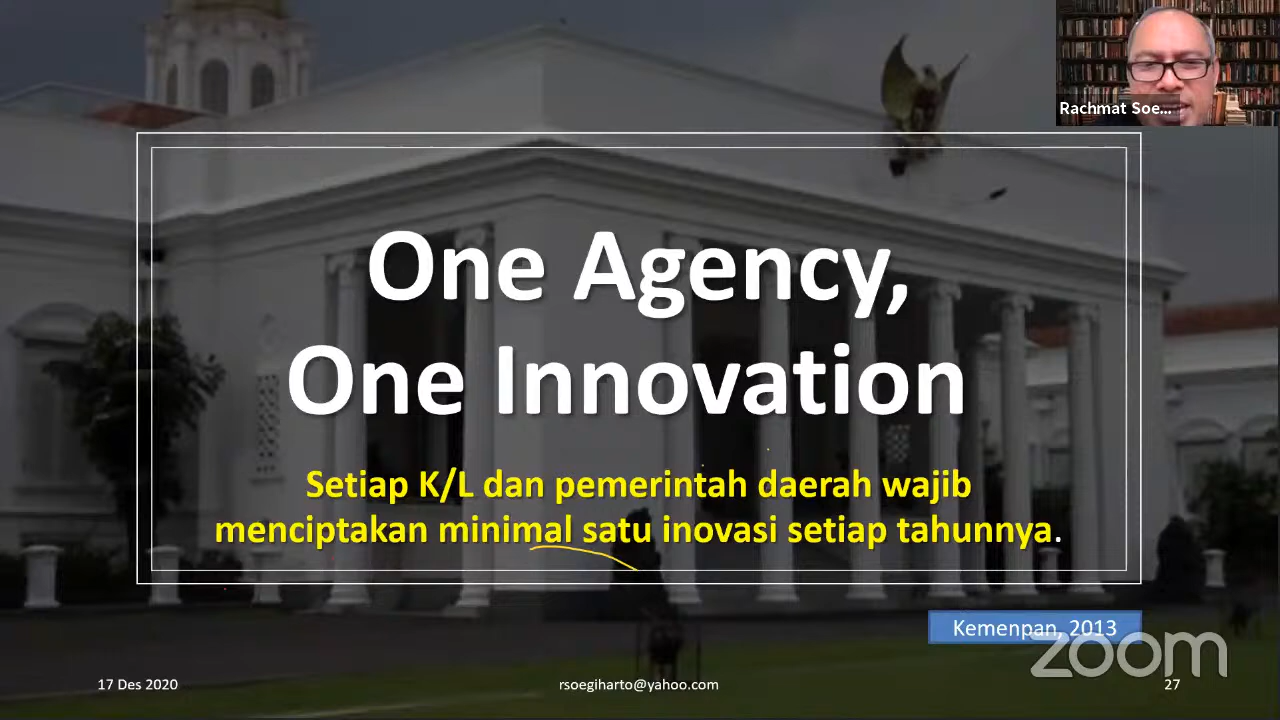 Rachmat Soe...
One Agency,
One Innovation
Setiap K/L dan pemerintah daerah wajib
menciptakan minimal satu inovasi setiap tahunnya.
Kemenpan, 2013
zoom
17 Des 2020
rsoegiharto@yahoo.com
27